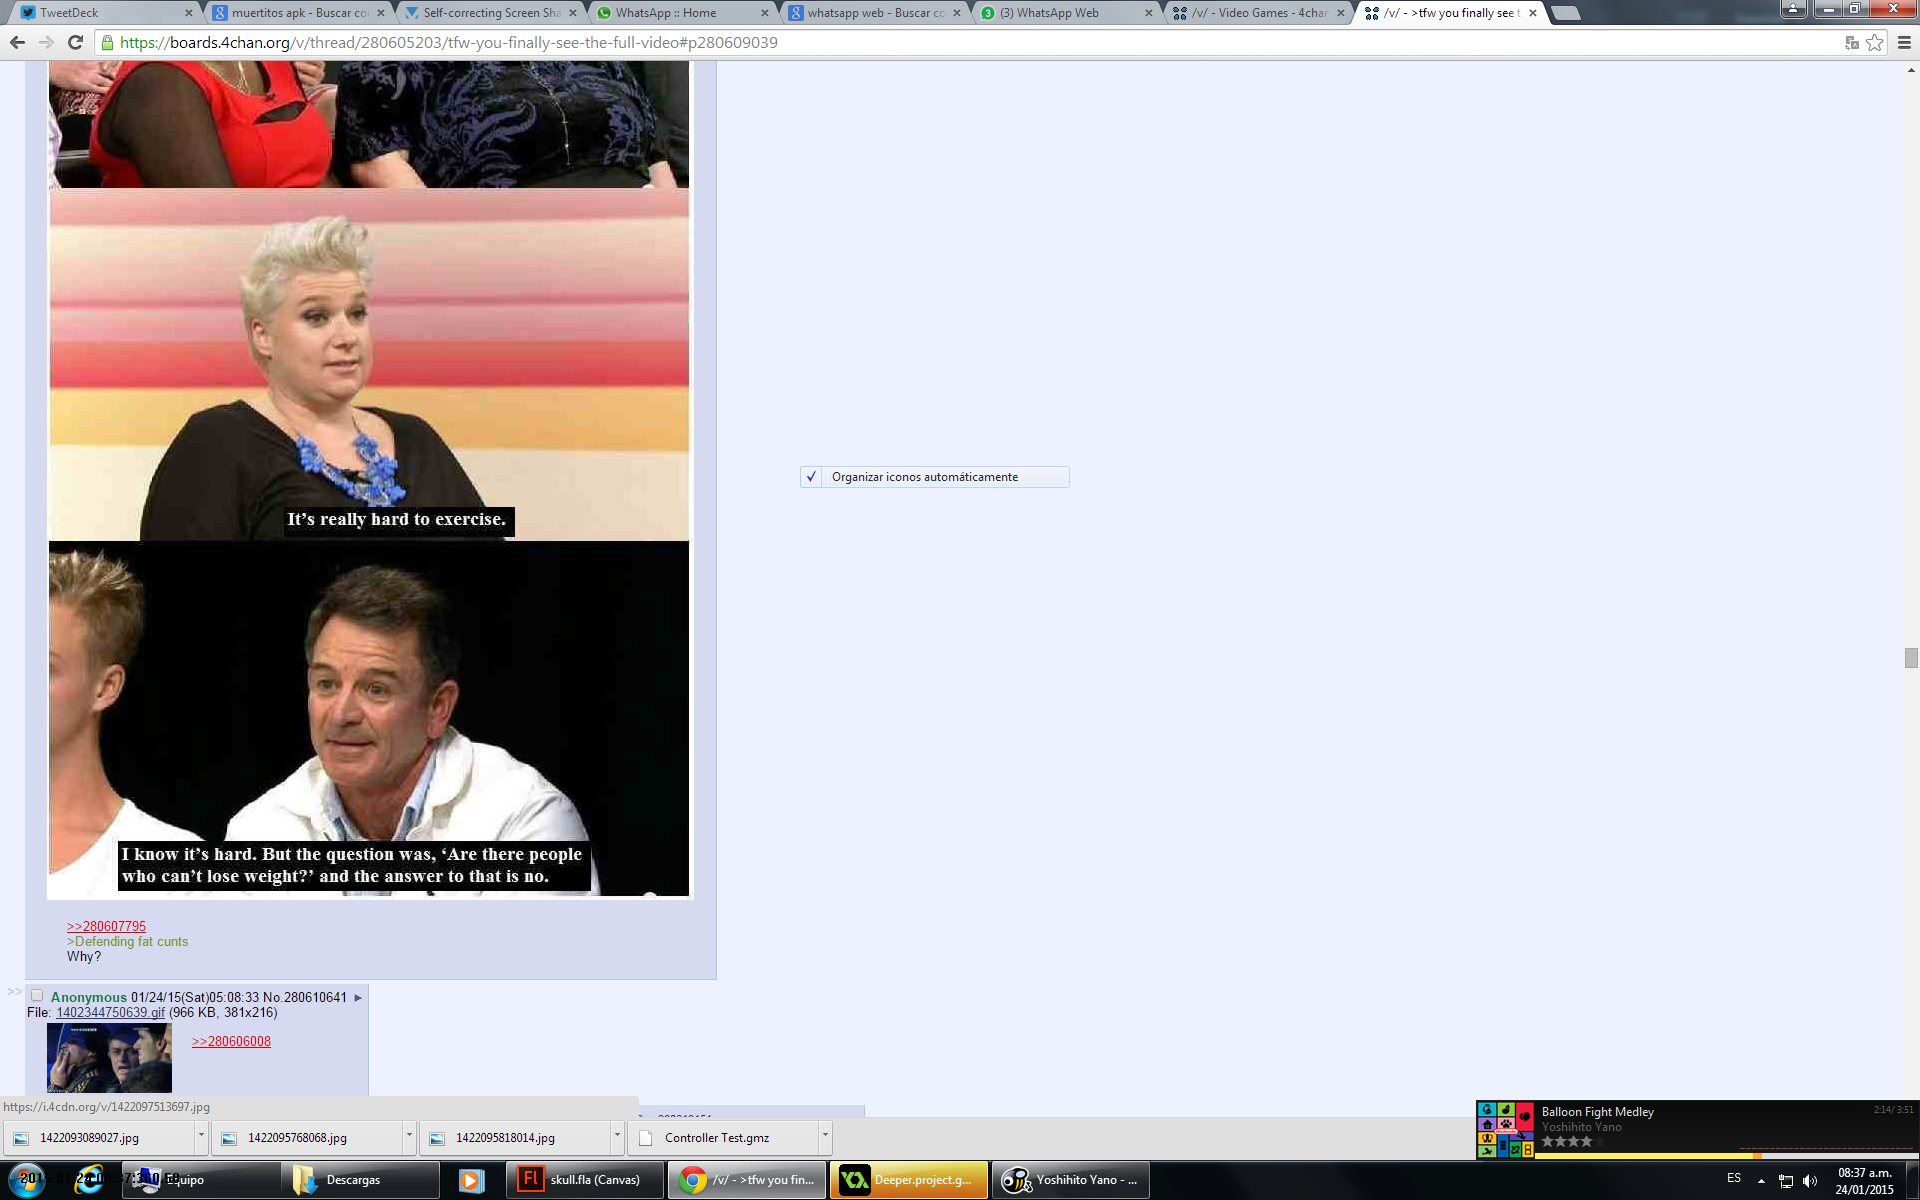 TweetDeck
muertitos apk - Buscar co
Self-correcting Screen Sha
WhatsApp :: Home
whatsapp web - Buscar co
(3) WhatsApp Web
/v/ - Video Games - 4chan
/v/ - >tfw you finally see t
https://boards.4chan.org/v/thread/280605203/tfw-you-finally-see-the-full-video#p280609039
Organizar iconos automáticamente
It's really hard to exercise.
I know it's hard. But the question was, 'Are there people
who can't lose weight?' and the answer to that is no.
>>280607795
>Defending fat cunts
Why?
>>
Anonymous 01/24/15(Sat)05:08:33 No.280610641
File: 1402344750639.gif (966 KB, 381x216)
>>280606008
https://i.4cdn.org/v/1422097513697.jpg
1422093089027.jpg
1422095768068.jpg
1422095818014.jpg
Controller Test.gmz
Balloon Fight Medley
2:14/ 3:51
Yoshihito Yano
Equipo
Descargas
skull.fla (Canvas)
/v/ - >tfw you fin...
Deeper.project.g...
Yoshihito Yano - ...
ES
08:37 a.m.
24/01/2015